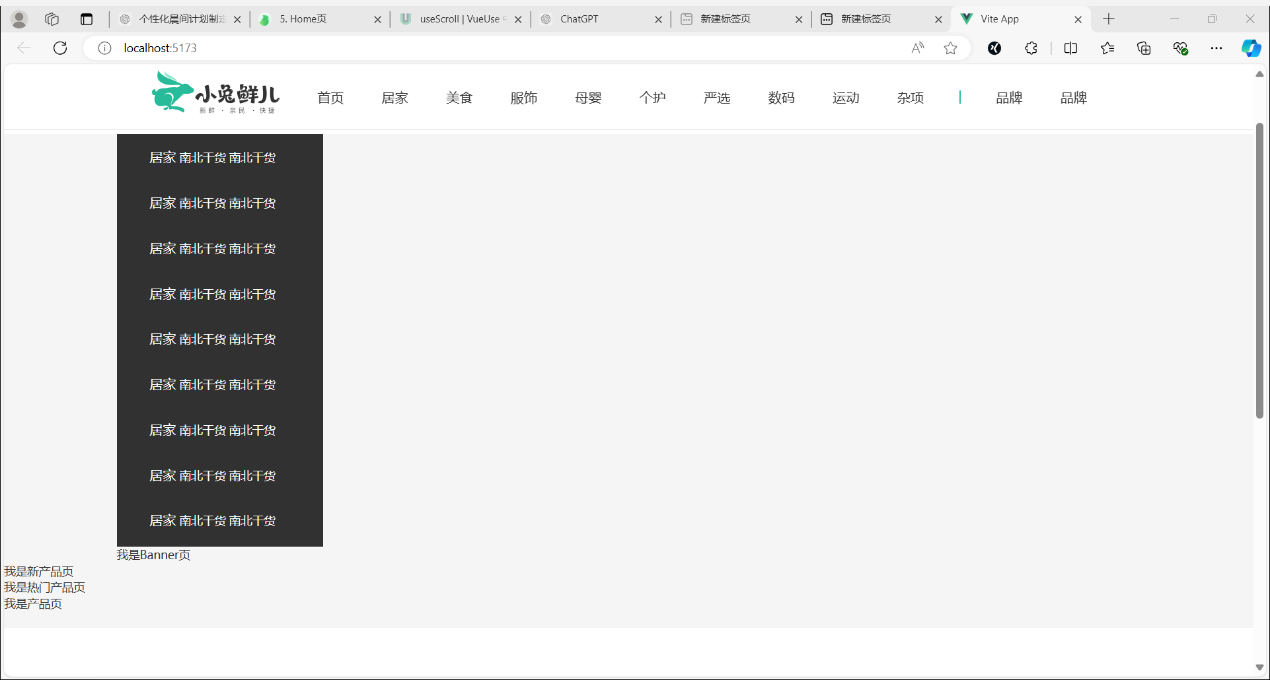 个性化晨间计划制定
5. Home页
useScroll | VueUse
ChatGPT
新建标签页
新建标签页
Vite App
localhost:5173
小兔鲜儿
新鲜 · 亲民 · 快捷
首页 居家 美食 服饰 母婴 个护 严选 数码 运动 杂项 | 品牌 品牌
居家 南北干货 南北干货
居家 南北干货 南北干货
居家 南北干货 南北干货
居家 南北干货 南北干货
居家 南北干货 南北干货
居家 南北干货 南北干货
居家 南北干货 南北干货
居家 南北干货 南北干货
居家 南北干货 南北干货
我是Banner页
我是新产品页
我是热门产品页
我是产品页